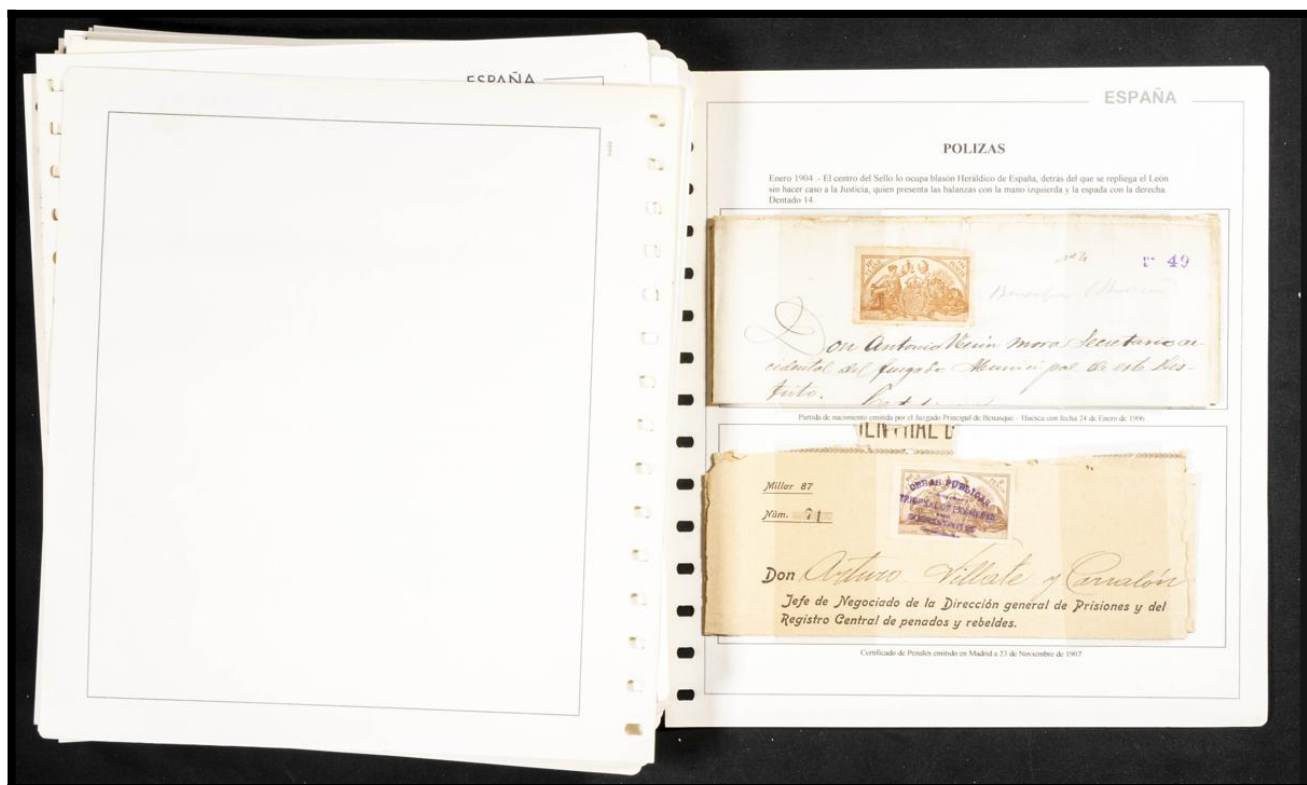 ESPAÑA
ESPAÑA
POLIZAS
Enero 1904 .- El centro del Sello lo ocupa blasón Heráldico de España, detrás del que se repliega el León
sin hacer caso a la Justicia, quien presenta las balanzas con la mano izquierda y la espada con la derecha
Dentado 14.
49
Don Antonio mora Secretario ac-
cidental del Juzgado Municipal de este Dis-
trito.
Partida de nacimiento emitida por el Juzgado Principal de Benasque - Huesca con fecha 24 de Enero de 1906
Millar 87
Núm. 71
OBRAS PUBLICAS
Don Arturo Villate y Carralón
Jefe de Negociado de la Dirección general de Prisiones y del
Registro Central de penados y rebeldes.
Certificado de Penales emitido en Madrid a 23 de Noviembre de 1907